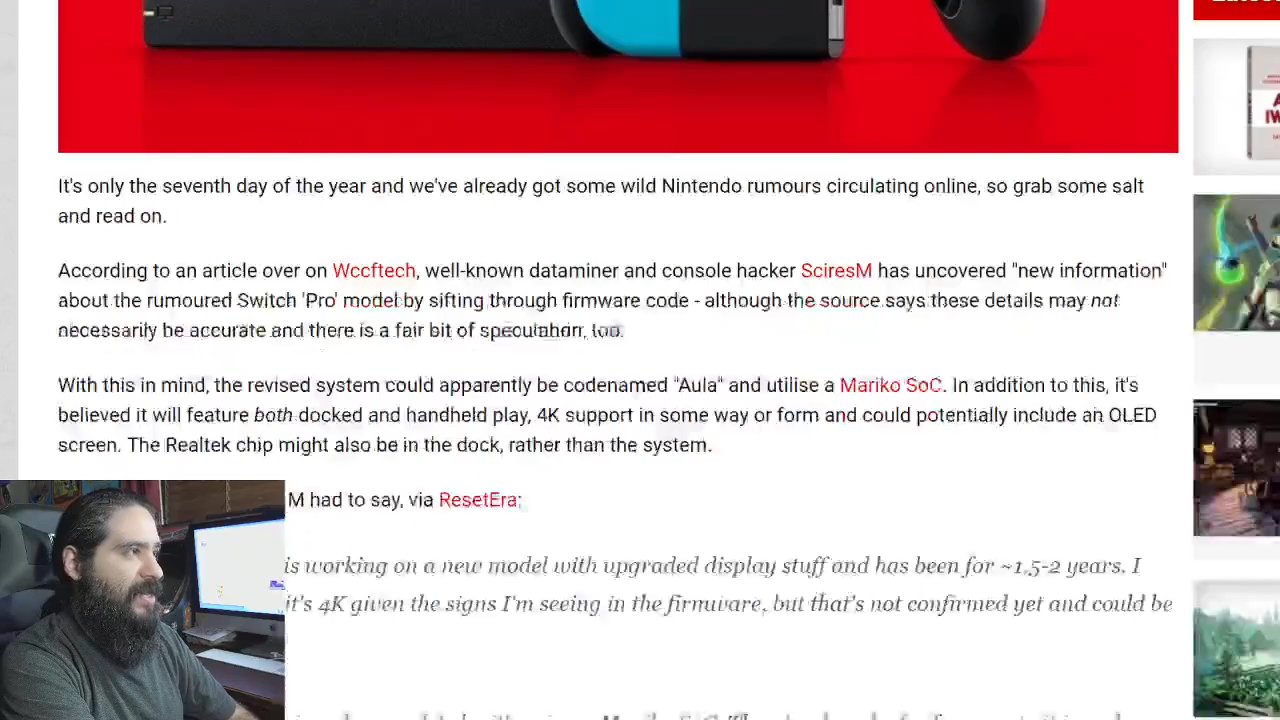 It's only the seventh day of the year and we've already got some wild Nintendo rumours circulating online, so grab some salt
and read on.
According to an article over on Wccftech, well-known dataminer and console hacker SciresM has uncovered "new information"
about the rumoured Switch 'Pro' model by sifting through firmware code - although the source says these details may not
necessarily be accurate and there is a fair bit of speculation, too.
With this in mind, the revised system could apparently be codenamed "Aula" and utilise a Mariko SoC. In addition to this, it's
believed it will feature both docked and handheld play, 4K support in some way or form and could potentially include an OLED
screen. The Realtek chip might also be in the dock, rather than the system.
M had to say, via ResetEra;
is working on a new model with upgraded display stuff and has been for ~1.5-2 years. I
it's 4K given the signs I'm seeing in the firmware, but that's not confirmed yet and could be